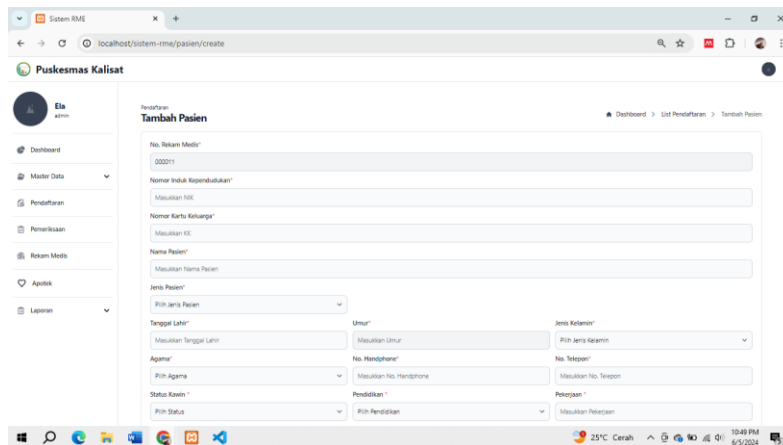 Sistem RME
localhost/sistem-rme/pasien/create
Puskesmas Kalisat
Ela
admin
Dashboard
Master Data
Pendaftaran
Pemeriksaan
Rekam Medis
Apotek
Laporan
Pendaftaran
Tambah Pasien
Dashboard > List Pendaftaran > Tambah Pasien
No. Rekam Medis*
000011
Nomor Induk Kependudukan*
Masukkan NIK
Nomor Kartu Keluarga*
Masukkan KK
Nama Pasien*
Masukkan Nama Pasien
Jenis Pasien*
Pilih Jenis Pasien
Tanggal Lahir* Umur* Jenis Kelamin*
Masukkan Tanggal Lahir Masukkan Umur Pilih Jenis Kelamin
Agama* No. Handphone* No. Telepon*
Pilih Agama Masukkan No. Handphone Masukkan No. Telepon
Status Kawin * Pendidikan * Pekerjaan *
Pilih Status Pilih Pendidikan Masukkan Pekerjaan
25°C Cerah
10:49 PM
6/5/2024